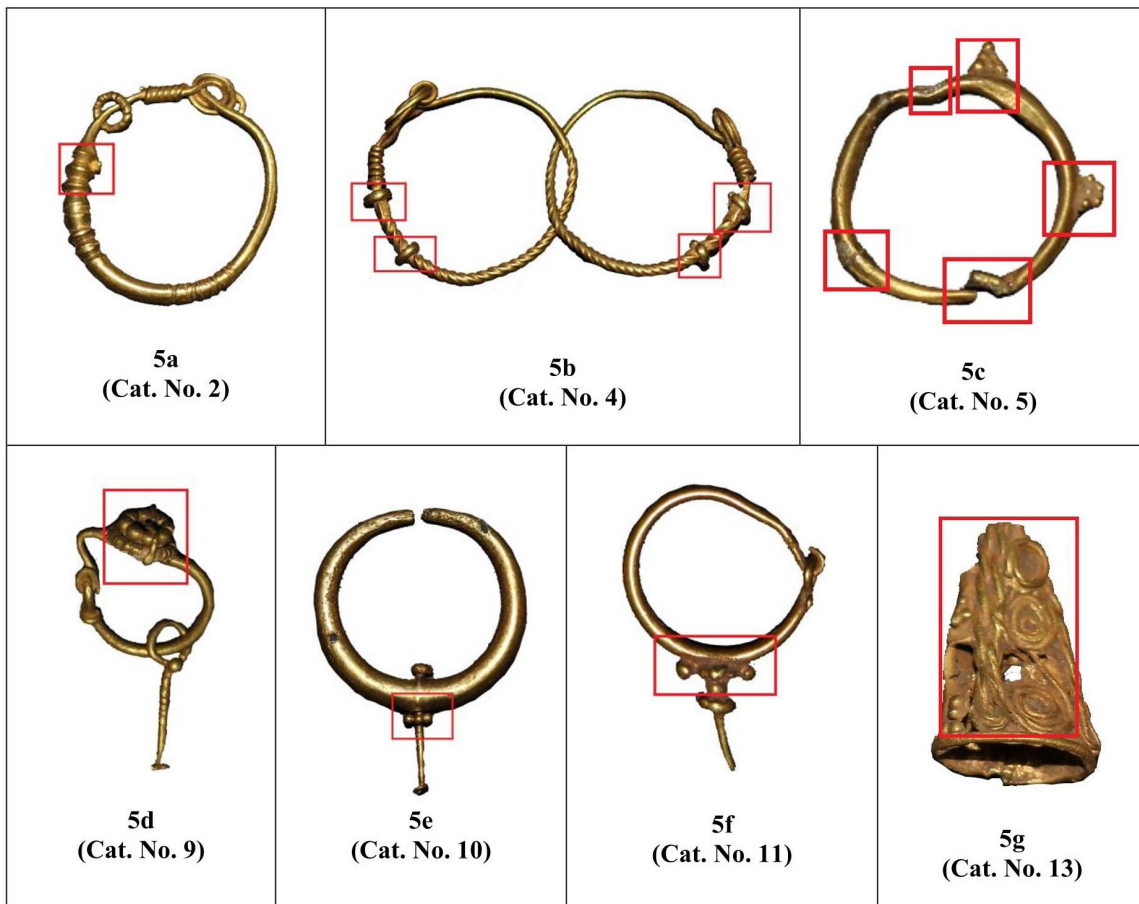 5a
(Cat. No. 2)
5b
(Cat. No. 4)
5c
(Cat. No. 5)
5d
(Cat. No. 9)
5e
(Cat. No. 10)
5f
(Cat. No. 11)
5g
(Cat. No. 13)